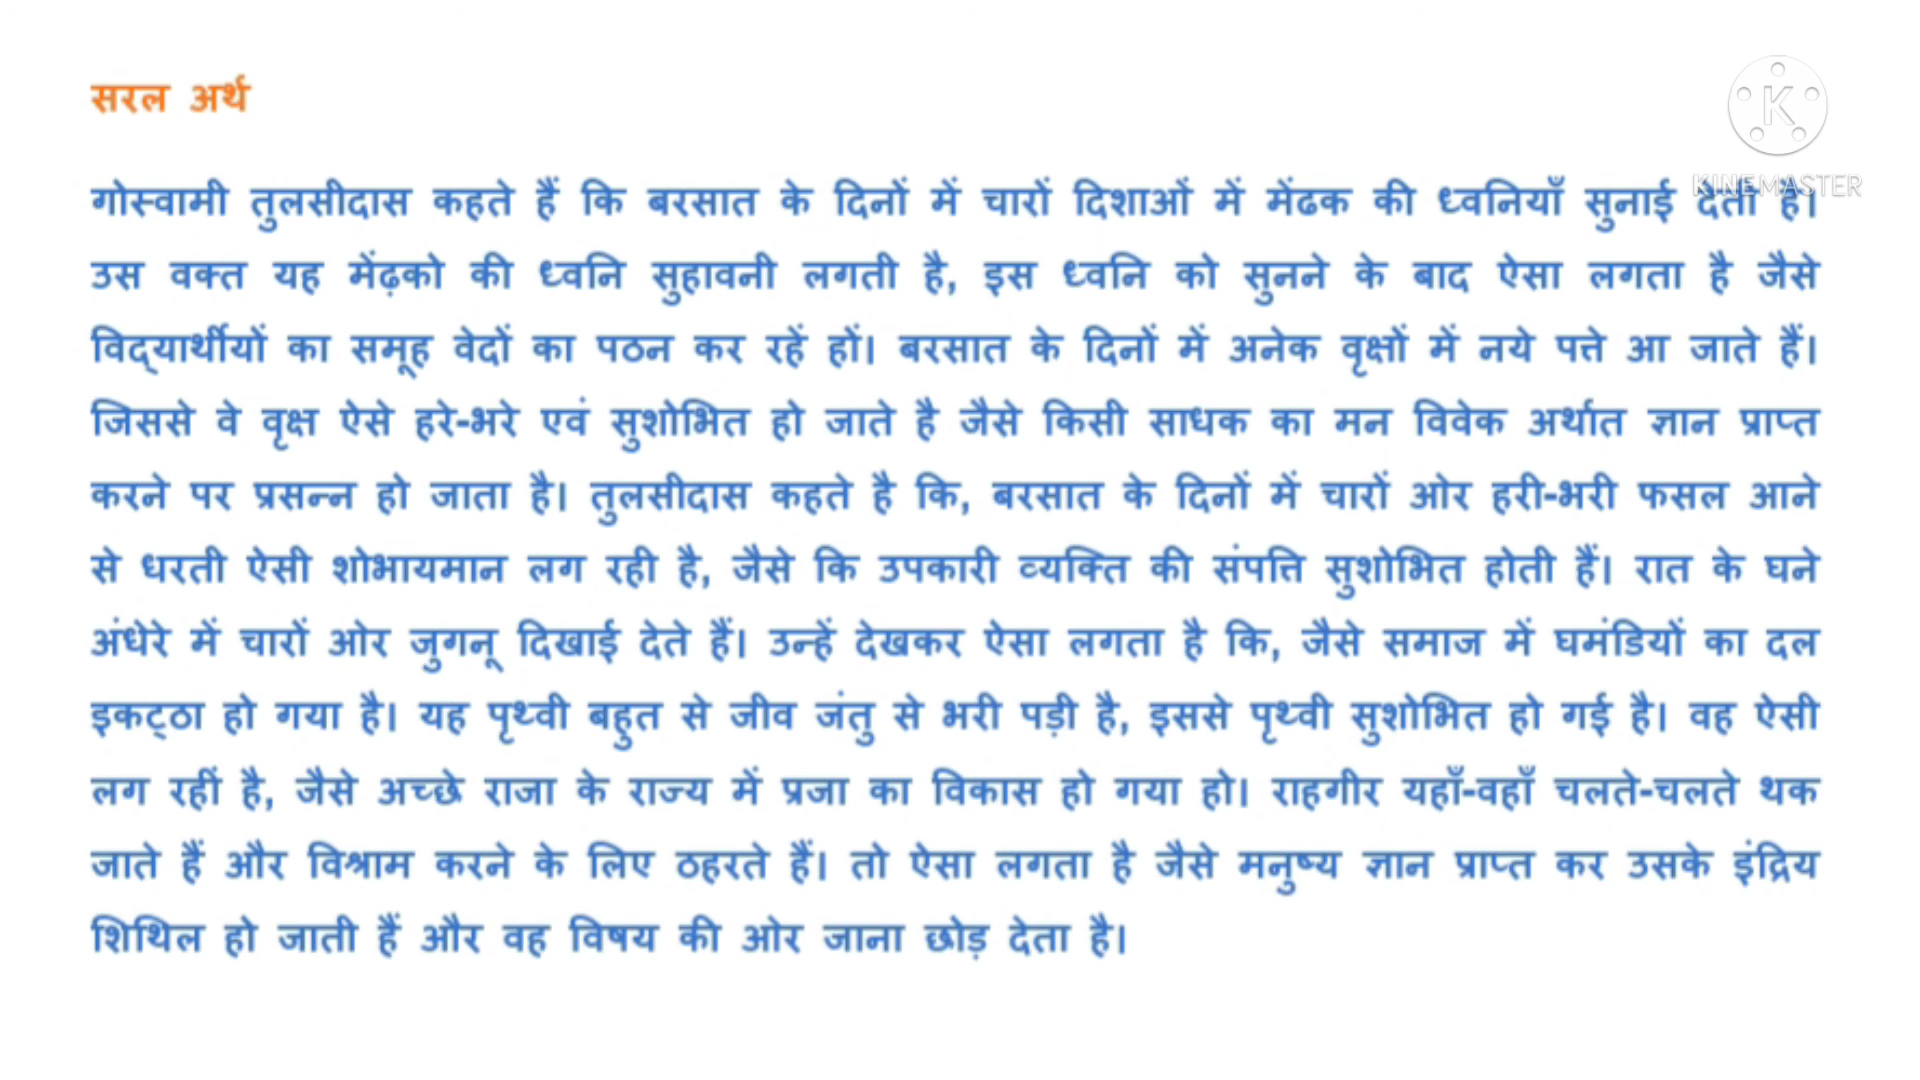 सरल अर्थ
KINEMASTER
गोस्वामी तुलसीदास कहते हैं कि बरसात के दिनों में चारों दिशाओं में मेंढक की ध्वनियाँ सुनाई देती है।
उस वक्त यह मेंढ़को की ध्वनि सुहावनी लगती है, इस ध्वनि को सुनने के बाद ऐसा लगता है जैसे
विद्यार्थीयों का समूह वेदों का पठन कर रहें हों। बरसात के दिनों में अनेक वृक्षों में नये पत्ते आ जाते हैं।
जिससे वे वृक्ष ऐसे हरे-भरे एवं सुशोभित हो जाते है जैसे किसी साधक का मन विवेक अर्थात ज्ञान प्राप्त
करने पर प्रसन्न हो जाता है। तुलसीदास कहते है कि, बरसात के दिनों में चारों ओर हरी-भरी फसल आने
से धरती ऐसी शोभायमान लग रही है, जैसे कि उपकारी व्यक्ति की संपत्ति सुशोभित होती हैं। रात के घने
अंधेरे में चारों ओर जुगनू दिखाई देते हैं। उन्हें देखकर ऐसा लगता है कि, जैसे समाज में घमंडियों का दल
इकट्ठा हो गया है। यह पृथ्वी बहुत से जीव जंतु से भरी पड़ी है, इससे पृथ्वी सुशोभित हो गई है। वह ऐसी
लग रहीं है, जैसे अच्छे राजा के राज्य में प्रजा का विकास हो गया हो। राहगीर यहाँ-वहाँ चलते-चलते थक
जाते हैं और विश्राम करने के लिए ठहरते हैं। तो ऐसा लगता है जैसे मनुष्य ज्ञान प्राप्त कर उसके इंद्रिय
शिथिल हो जाती हैं और वह विषय की ओर जाना छोड़ देता है।